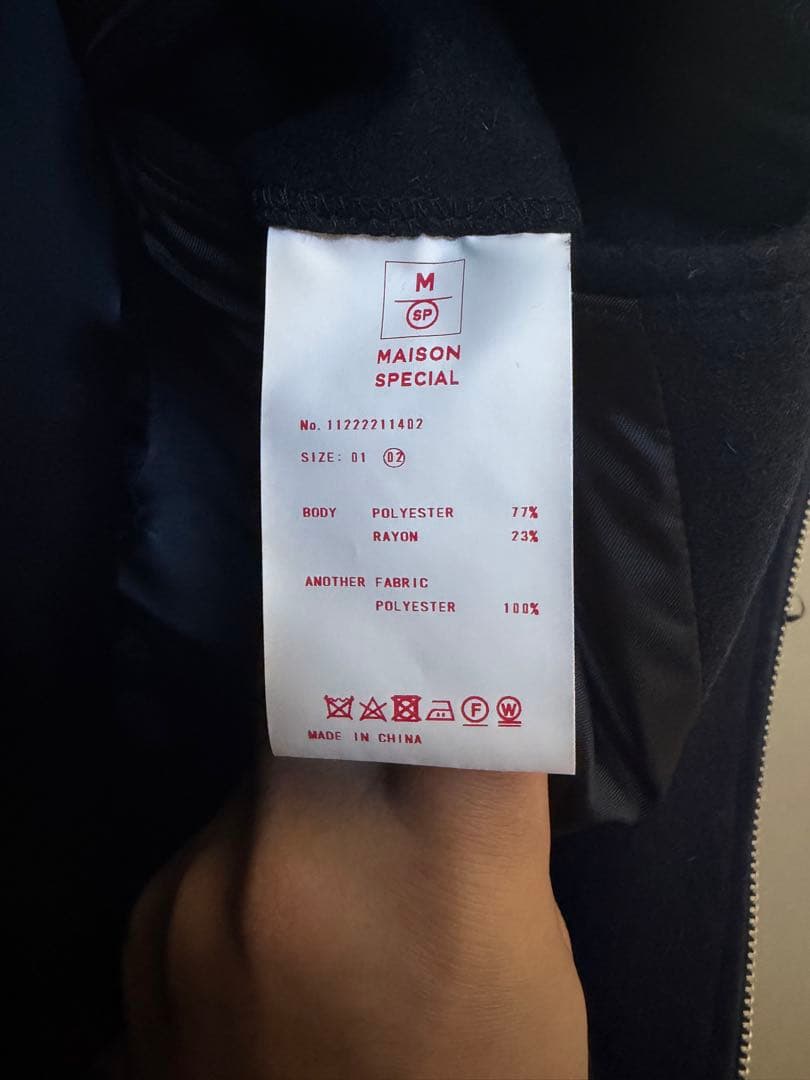 M
SP
MAISON
SPECIAL
No. 11222211402
SIZE: 01 02
BODY POLYESTER 77%
RAYON 23%
ANOTHER FABRIC
POLYESTER 100%
F W
MADE IN CHINA